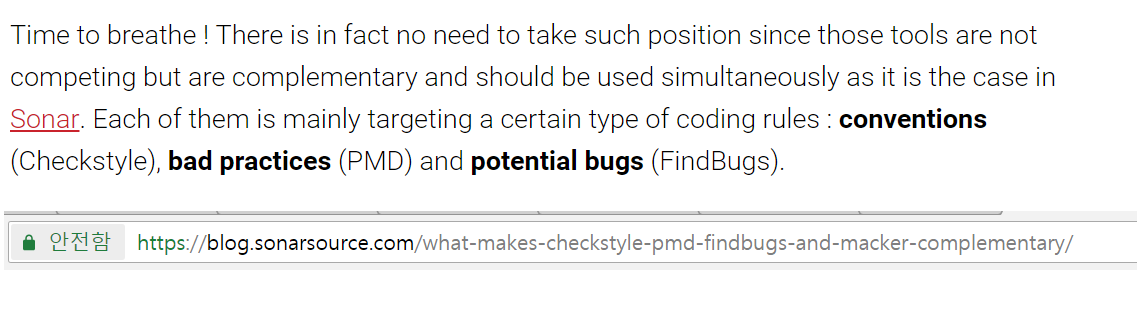 Time to breathe ! There is in fact no need to take such position since those tools are not
competing but are complementary and should be used simultaneously as it is the case in
Sonar. Each of them is mainly targeting a certain type of coding rules : conventions
(Checkstyle), bad practices (PMD) and potential bugs (FindBugs).
안전함 https://blog.sonarsource.com/what-makes-checkstyle-pmd-findbugs-and-macker-complementary/